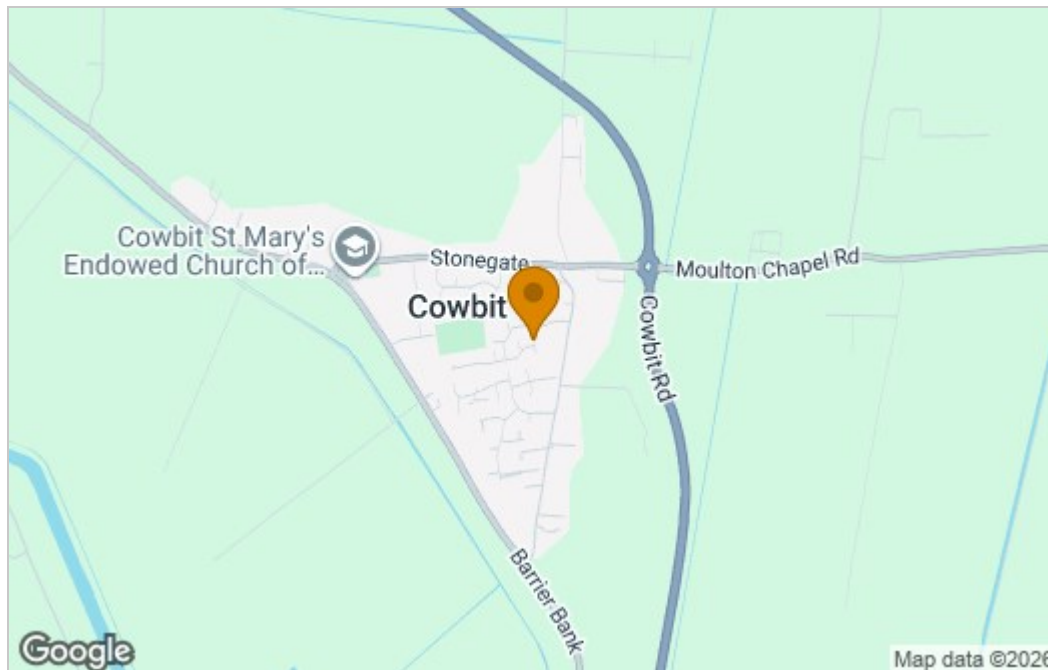 Cowbit St Mary's
Endowed Church of...
Stonegate
Moulton Chapel Rd
Cowbit
Cowbit Rd
Barrier Bank
Google
Map data ©2026